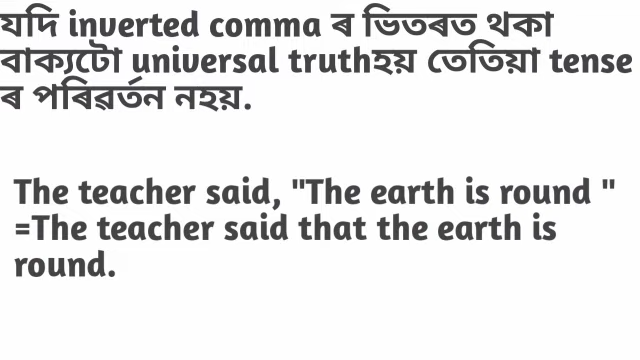 যদি inverted comma ৰ ভিতৰত থকা
বাক্যটো universal truthহয় তেতিয়া tense
ৰ পৰিৱৰ্তন নহয়.
The teacher said, "The earth is round "
=The teacher said that the earth is
round.